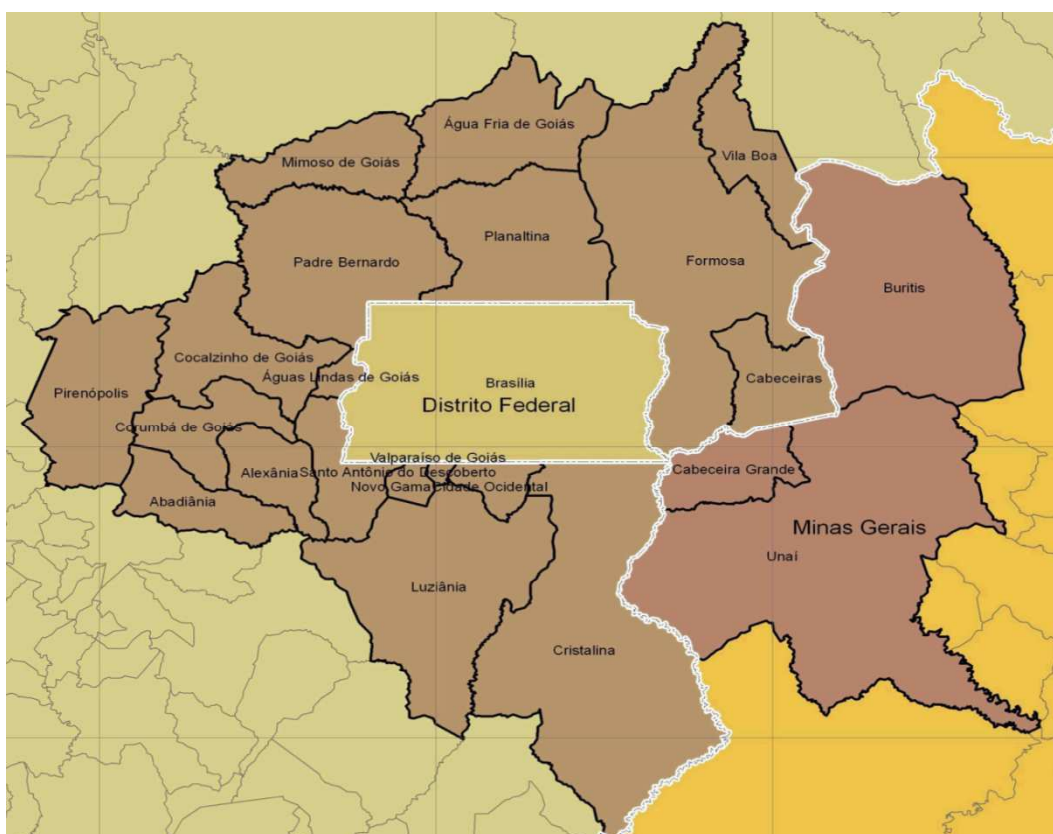 Água Fria de Goiás
Mimoso de Goiás
Vila Boa
Planaltina
Padre Bernardo
Formosa
Buritis
Cocalzinho de Goiás
Águas Lindas de Goiás
Brasília
Cabeceiras
Pirenópolis
Distrito Federal
Corumbá de Goiás
Valparaíso de Goiás
Alexânia
Santo Antônio do Descoberto
Cabeceira Grande
Novo Gama
Cidade Ocidental
Abadiânia
Minas Gerais
Unaí
Luziânia
Cristalina